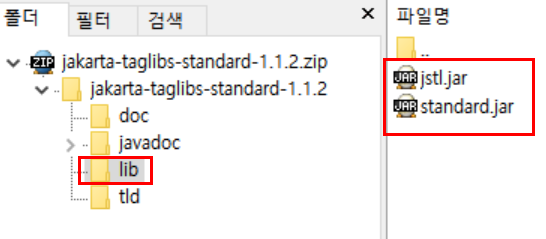 폴더 필터 검색
jakarta-taglibs-standard-1.1.2.zip
jakarta-taglibs-standard-1.1.2
doc
javadoc
lib
tld
파일명
..
jstl.jar
standard.jar